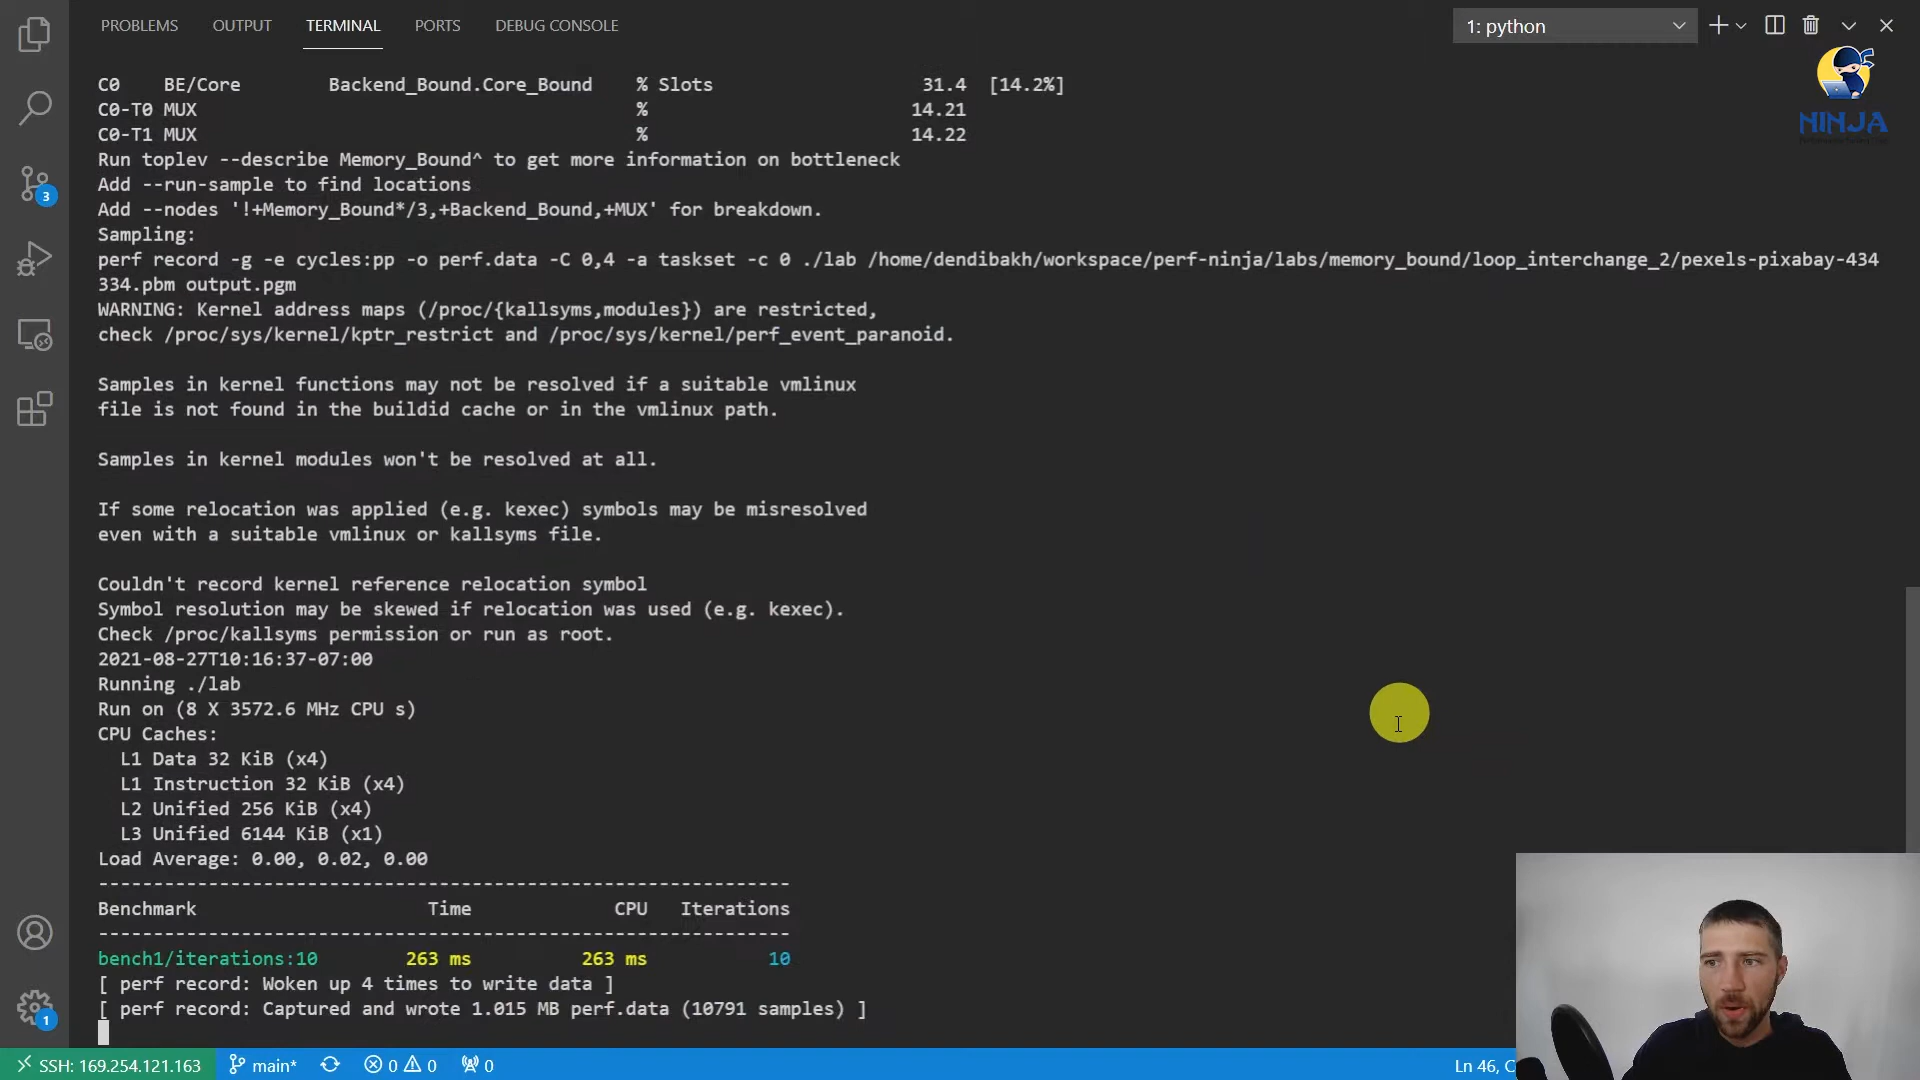 PROBLEMS OUTPUT TERMINAL PORTS DEBUG CONSOLE 1: python
NINJA
C0 BE/Core Backend_Bound.Core_Bound % Slots 31.4 [14.2%]
C0-T0 MUX % 14.21
C0-T1 MUX % 14.22
Run toplev --describe Memory_Bound^ to get more information on bottleneck
Add --run-sample to find locations
Add --nodes '!+Memory_Bound*/3,+Backend_Bound,+MUX' for breakdown.
Sampling:
perf record -g -e cycles:pp -o perf.data -C 0,4 -a taskset -c 0 ./lab /home/dendibakh/workspace/perf-ninja/labs/memory_bound/loop_interchange_2/pexels-pixabay-434
334.pbm output.pgm
WARNING: Kernel address maps (/proc/{kallsyms,modules}) are restricted,
check /proc/sys/kernel/kptr_restrict and /proc/sys/kernel/perf_event_paranoid.
Samples in kernel functions may not be resolved if a suitable vmlinux
file is not found in the buildid cache or in the vmlinux path.
Samples in kernel modules won't be resolved at all.
If some relocation was applied (e.g. kexec) symbols may be misresolved
even with a suitable vmlinux or kallsyms file.
Couldn't record kernel reference relocation symbol
Symbol resolution may be skewed if relocation was used (e.g. kexec).
Check /proc/kallsyms permission or run as root.
2021-08-27T10:16:37-07:00
Running ./lab
Run on (8 X 3572.6 MHz CPU s)
CPU Caches:
L1 Data 32 KiB (x4)
L1 Instruction 32 KiB (x4)
L2 Unified 256 KiB (x4)
L3 Unified 6144 KiB (x1)
Load Average: 0.00, 0.02, 0.00
---------------------------------------------------------------
Benchmark Time CPU Iterations
---------------------------------------------------------------
bench1/iterations:10 263 ms 263 ms 10
[ perf record: Woken up 4 times to write data ]
[ perf record: Captured and wrote 1.015 MB perf.data (10791 samples) ]
3
1
SSH: 169.254.121.163 main* 0 0 0 Ln 46, C